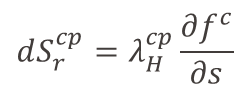 dS_r^{cp} = λ_H^{cp} ∂f^c/∂s